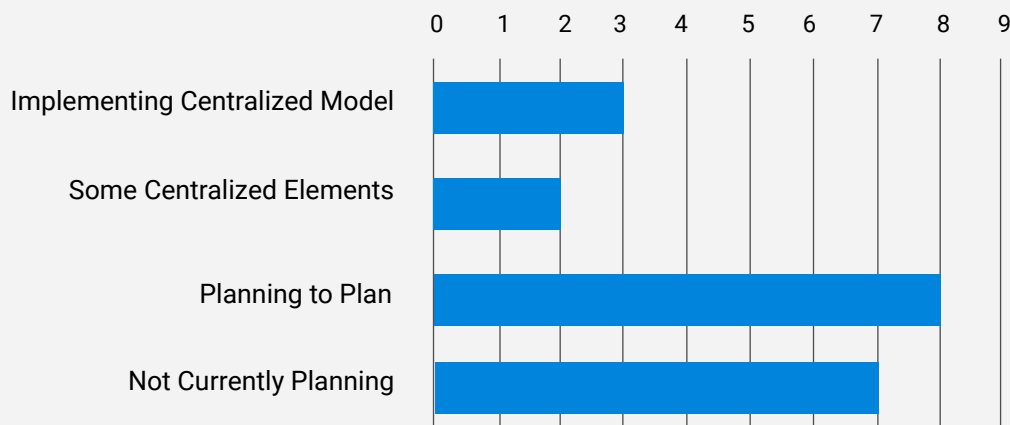 0 1 2 3 4 5 6 7 8 9
Implementing Centralized Model
Some Centralized Elements
Planning to Plan
Not Currently Planning